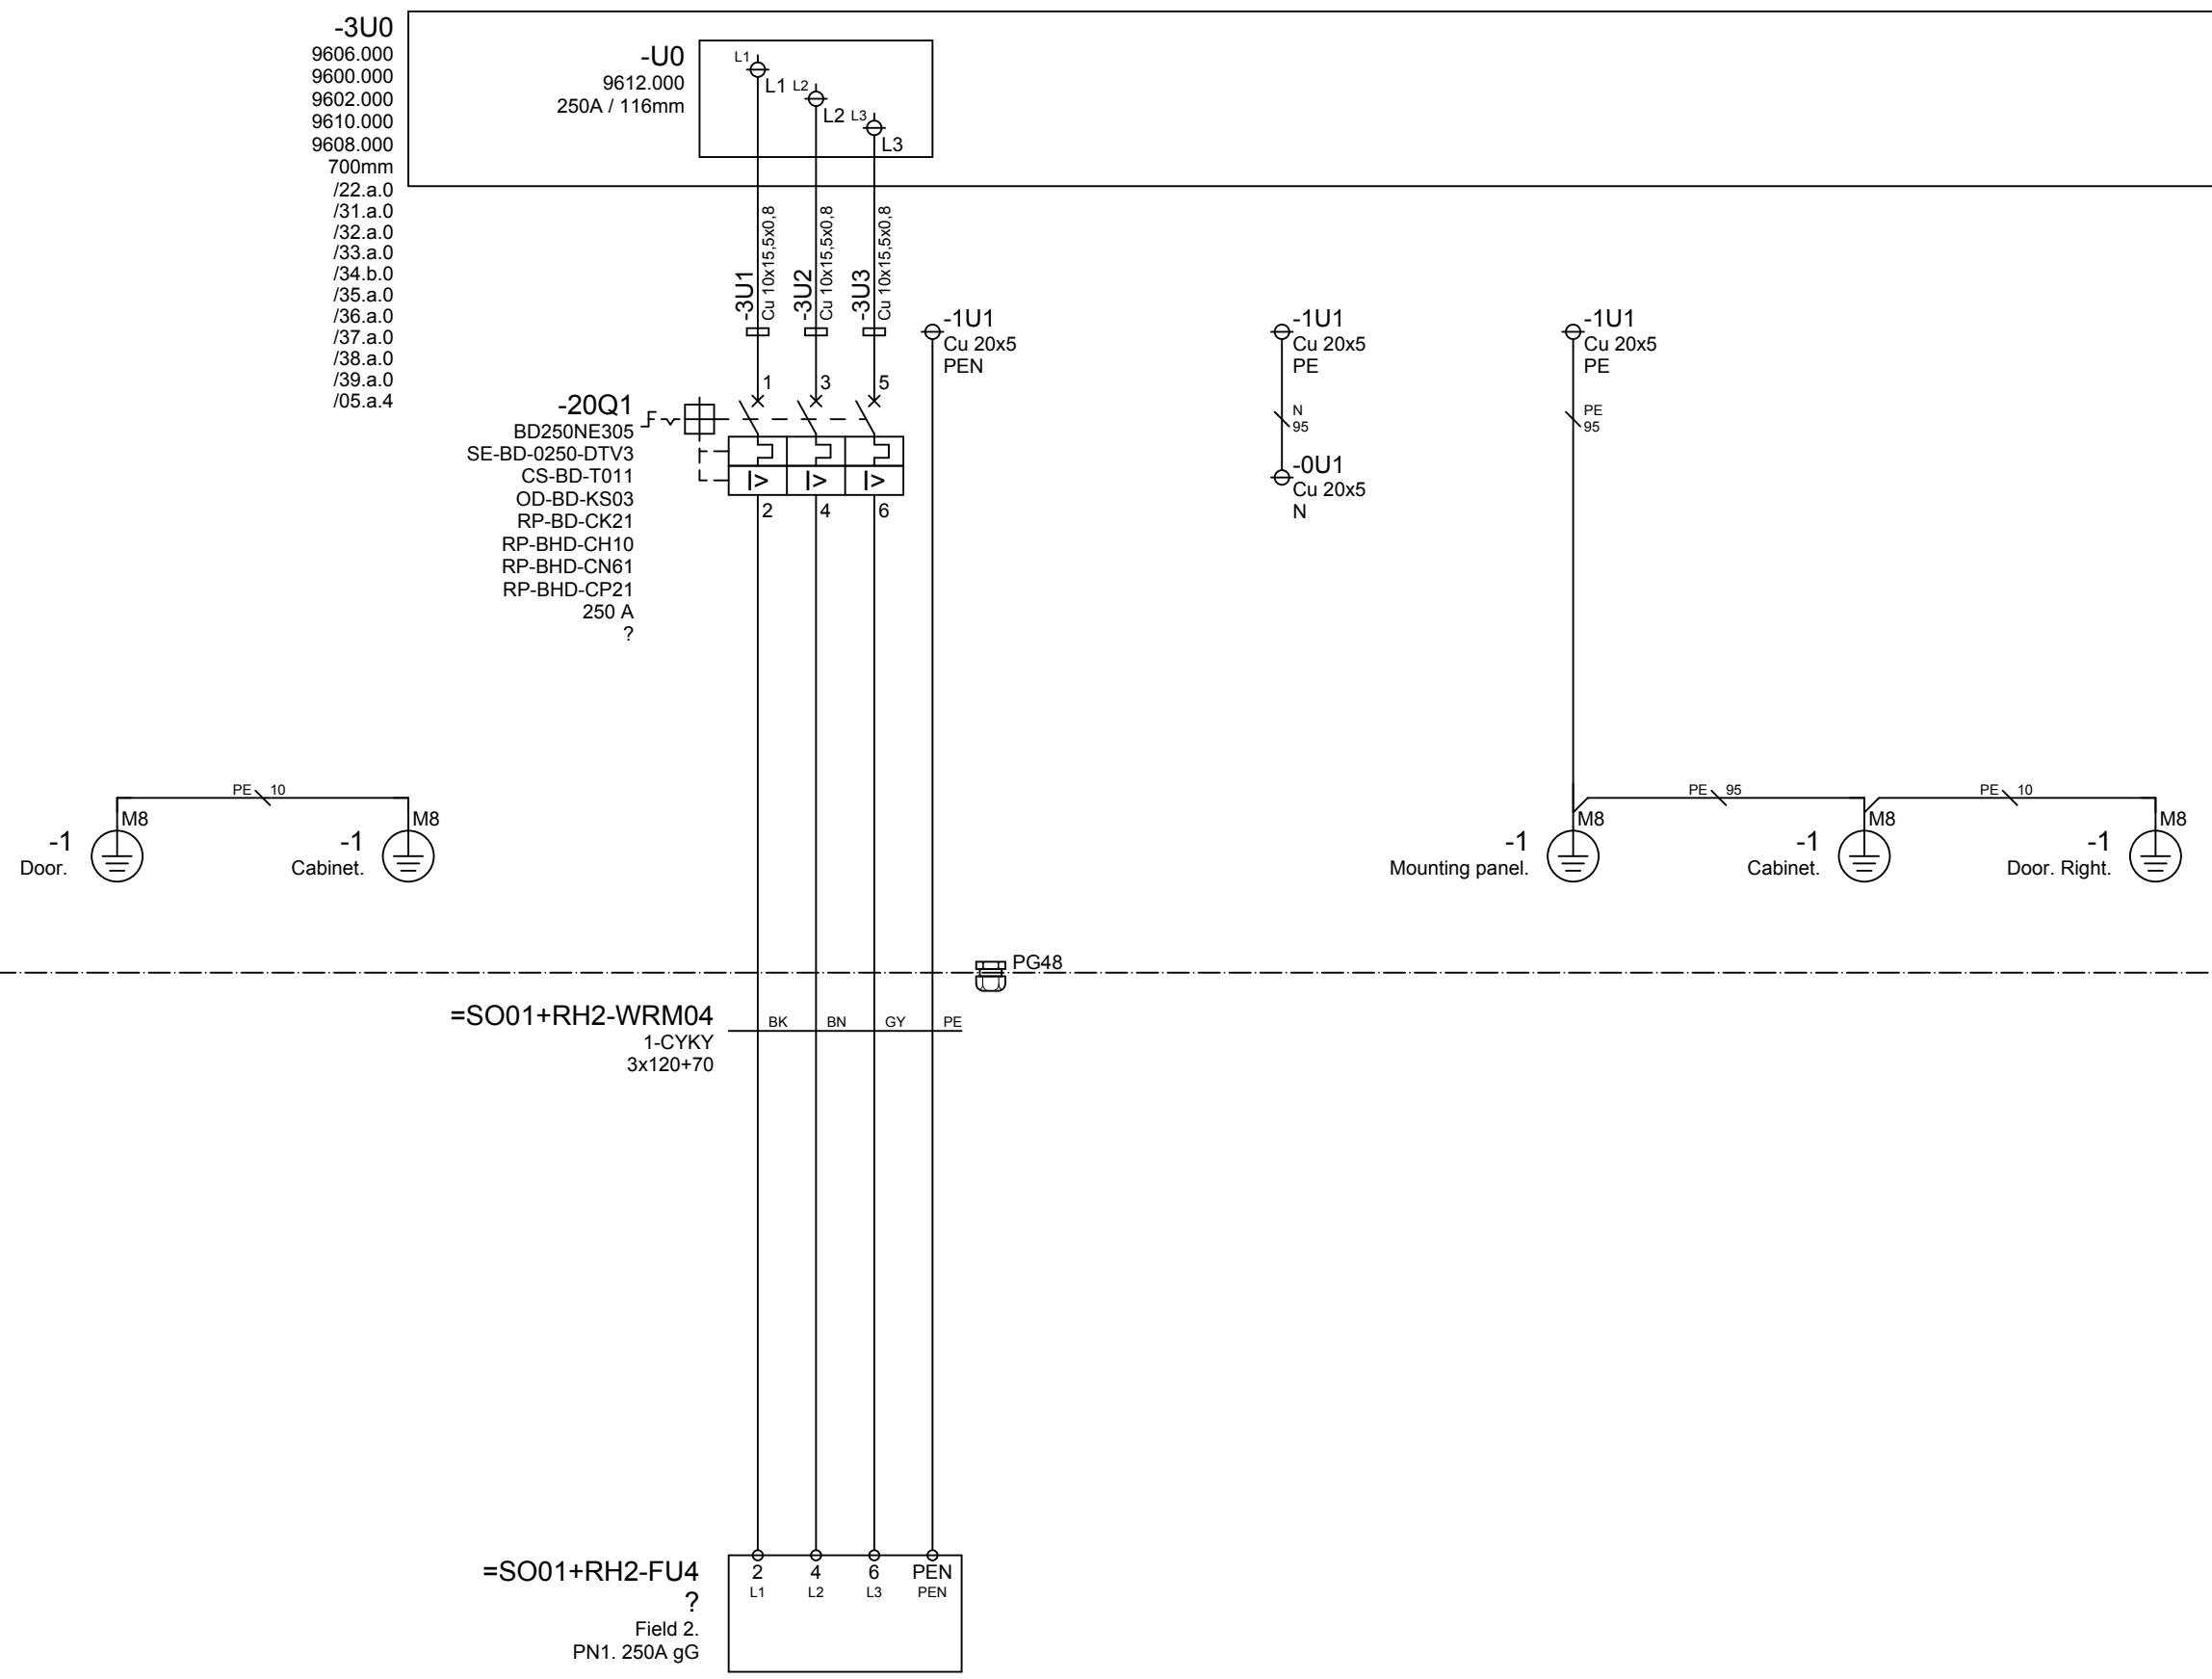 -3U0
9606.000
9600.000
9602.000
9610.000
9608.000
700mm
/22.a.0
/31.a.0
/32.a.0
/33.a.0
/34.b.0
/35.a.0
/36.a.0
/37.a.0
/38.a.0
/39.a.0
/05.a.4
-U0
9612.000
250A / 116mm
L1
L1
L2
L2
L3
L3
-3U1
Cu 10x15,5x0,8
-3U2
Cu 10x15,5x0,8
-3U3
Cu 10x15,5x0,8
-1U1
Cu 20x5
PEN
-1U1
Cu 20x5
PE
N
95
-0U1
Cu 20x5
N
-1U1
Cu 20x5
PE
PE
95
1 3 5
-20Q1
BD250NE305
SE-BD-0250-DTV3
CS-BD-T011
OD-BD-KS03
RP-BD-CK21
RP-BHD-CH10
RP-BHD-CN61
RP-BHD-CP21
250 A
?
I> I> I>
2 4 6
PE 10
M8
-1
Door.
M8
-1
Cabinet.
PE 95
PE 10
M8
-1
Mounting panel.
M8
-1
Cabinet.
M8
-1
Door. Right.
PG48
=SO01+RH2-WRM04
1-CYKY
3x120+70
BK BN GY PE
=SO01+RH2-FU4
?
Field 2.
PN1. 250A gG
2 4 6 PEN
L1 L2 L3 PEN